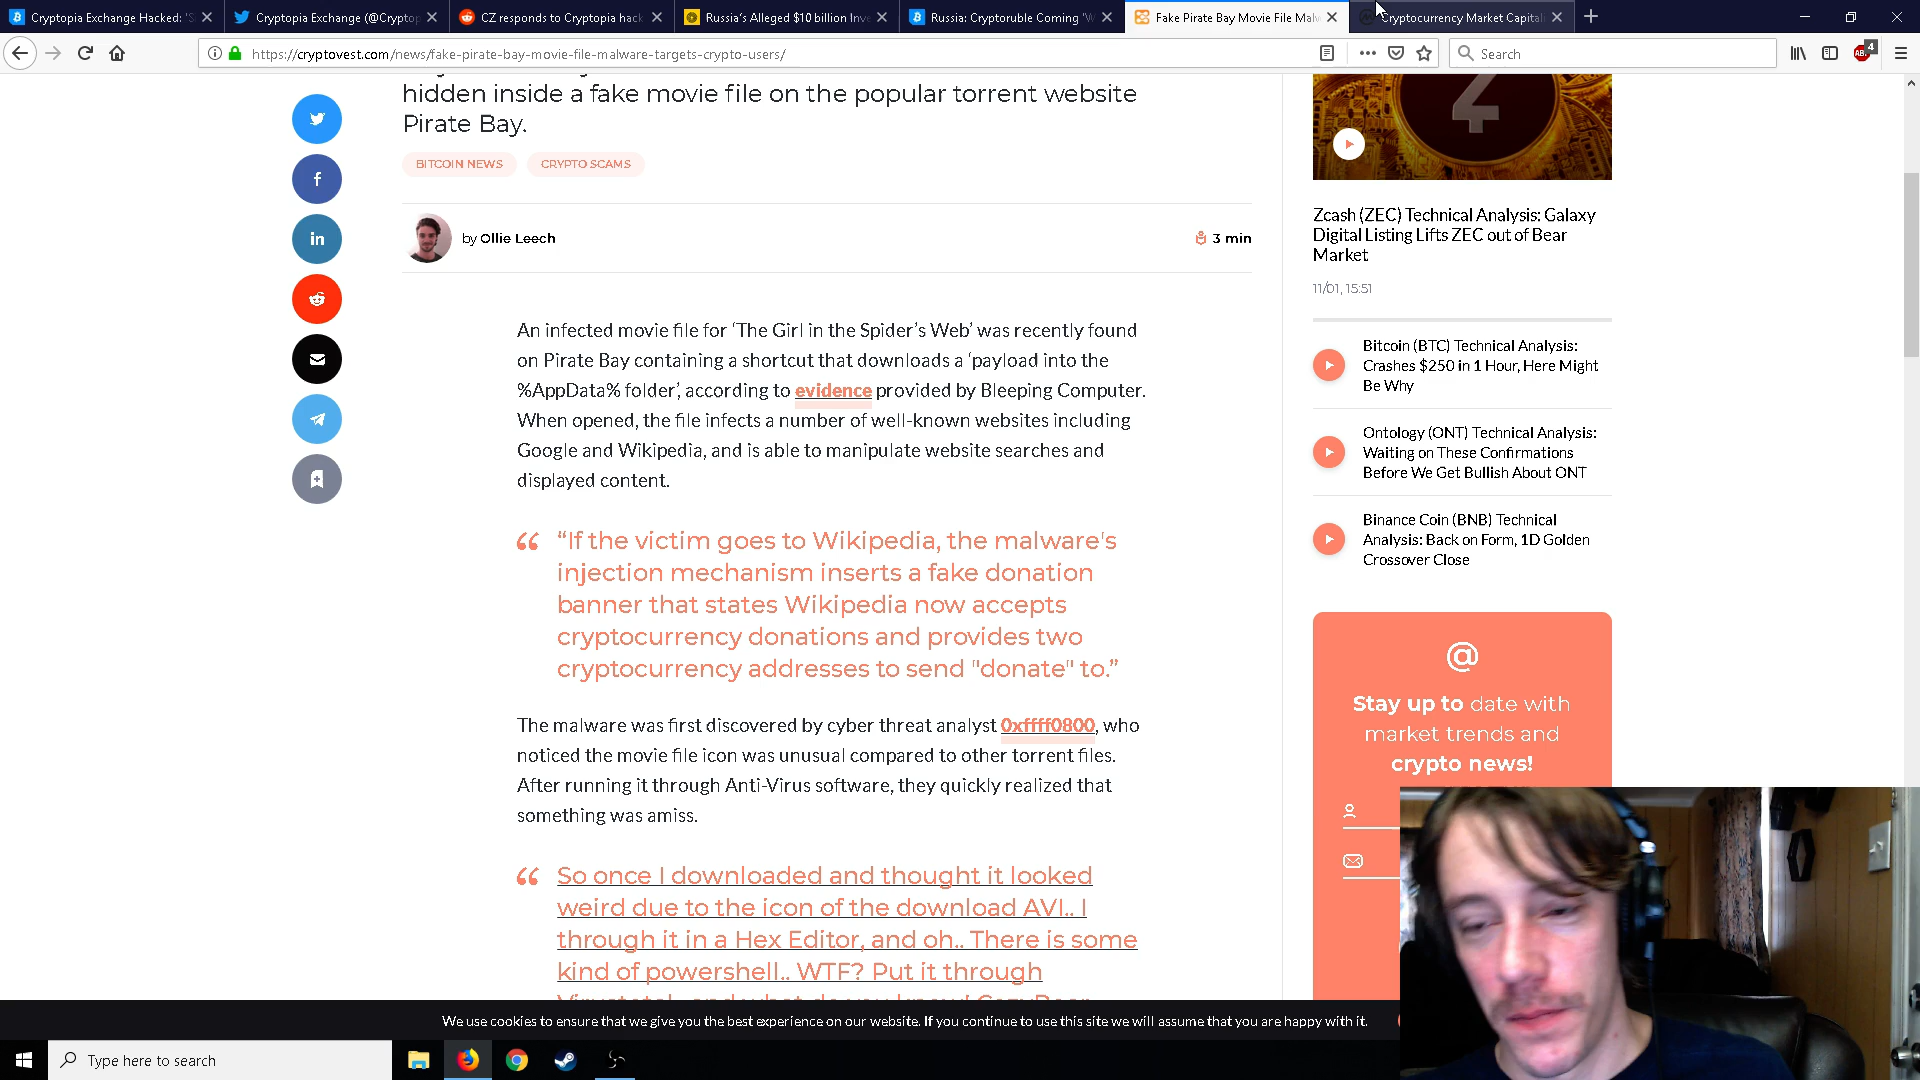 Cryptopia Exchange Hacked: 'S
Cryptopia Exchange (@Cryptop
CZ responds to Cryptopia hack
Russia's Alleged $10 billion Inve
Russia: Cryptoruble Coming 'W
Fake Pirate Bay Movie File Malw
Cryptocurrency Market Capitali
https://cryptovest.com/news/fake-pirate-bay-movie-file-malware-targets-crypto-users/
Search
4
hidden inside a fake movie file on the popular torrent website
Pirate Bay.
BITCOIN NEWS
CRYPTO SCAMS
by Ollie Leech
3 min
An infected movie file for ‘The Girl in the Spider’s Web’ was recently found
on Pirate Bay containing a shortcut that downloads a ‘payload into the
%AppData% folder’, according to evidence provided by Bleeping Computer.
When opened, the file infects a number of well-known websites including
Google and Wikipedia, and is able to manipulate website searches and
displayed content.
“If the victim goes to Wikipedia, the malware's
injection mechanism inserts a fake donation
banner that states Wikipedia now accepts
cryptocurrency donations and provides two
cryptocurrency addresses to send "donate" to.”
The malware was first discovered by cyber threat analyst 0xffff0800, who
noticed the movie file icon was unusual compared to other torrent files.
After running it through Anti-Virus software, they quickly realized that
something was amiss.
So once I downloaded and thought it looked
weird due to the icon of the download AVI.. I
through it in a Hex Editor, and oh.. There is some
kind of powershell.. WTF? Put it through
Zcash (ZEC) Technical Analysis: Galaxy
Digital Listing Lifts ZEC out of Bear
Market
11/01, 15:51
Bitcoin (BTC) Technical Analysis:
Crashes $250 in 1 Hour, Here Might
Be Why
Ontology (ONT) Technical Analysis:
Waiting on These Confirmations
Before We Get Bullish About ONT
Binance Coin (BNB) Technical
Analysis: Back on Form, 1D Golden
Crossover Close
@
Stay up to date with
market trends and
crypto news!
We use cookies to ensure that we give you the best experience on our website. If you continue to use this site we will assume that you are happy with it.
Type here to search